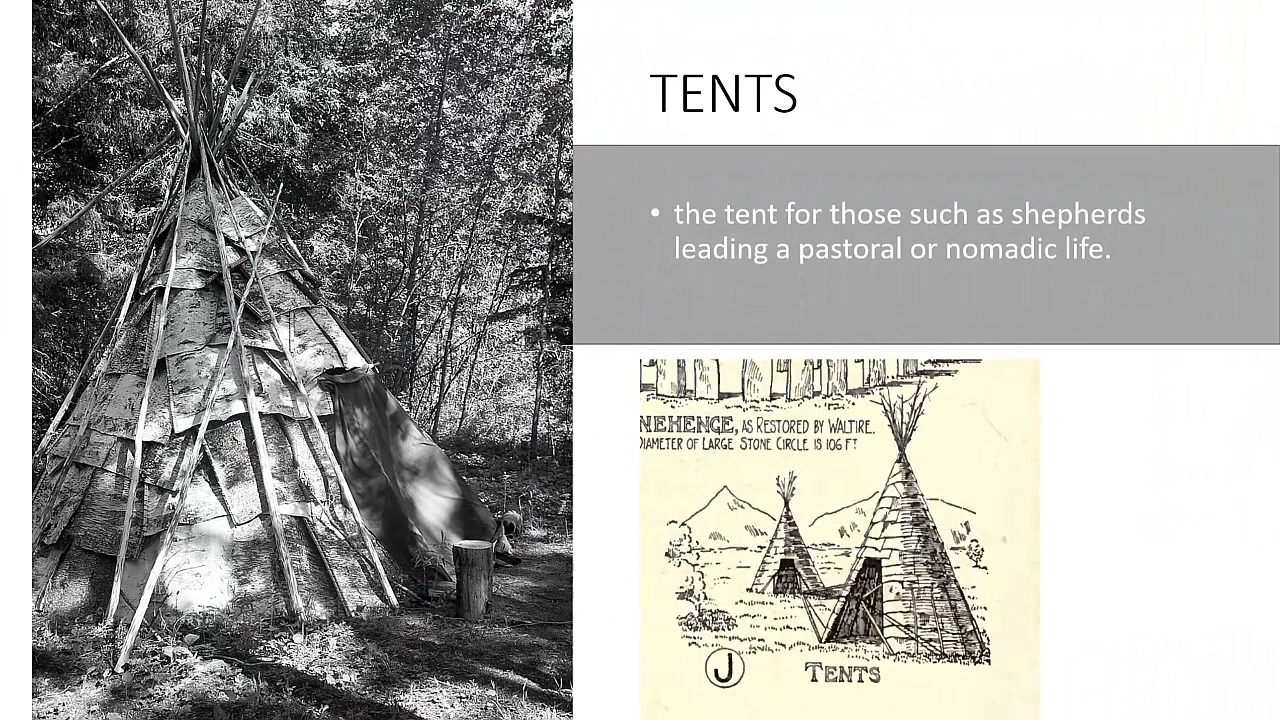 TENTS
• the tent for those such as shepherds
leading a pastoral or nomadic life.
NEHENCE, AS RESTORED BY WALTIRE.
DIAMETER OF LARGE STONE CIRCLE IS 106 FT
J
TENTS